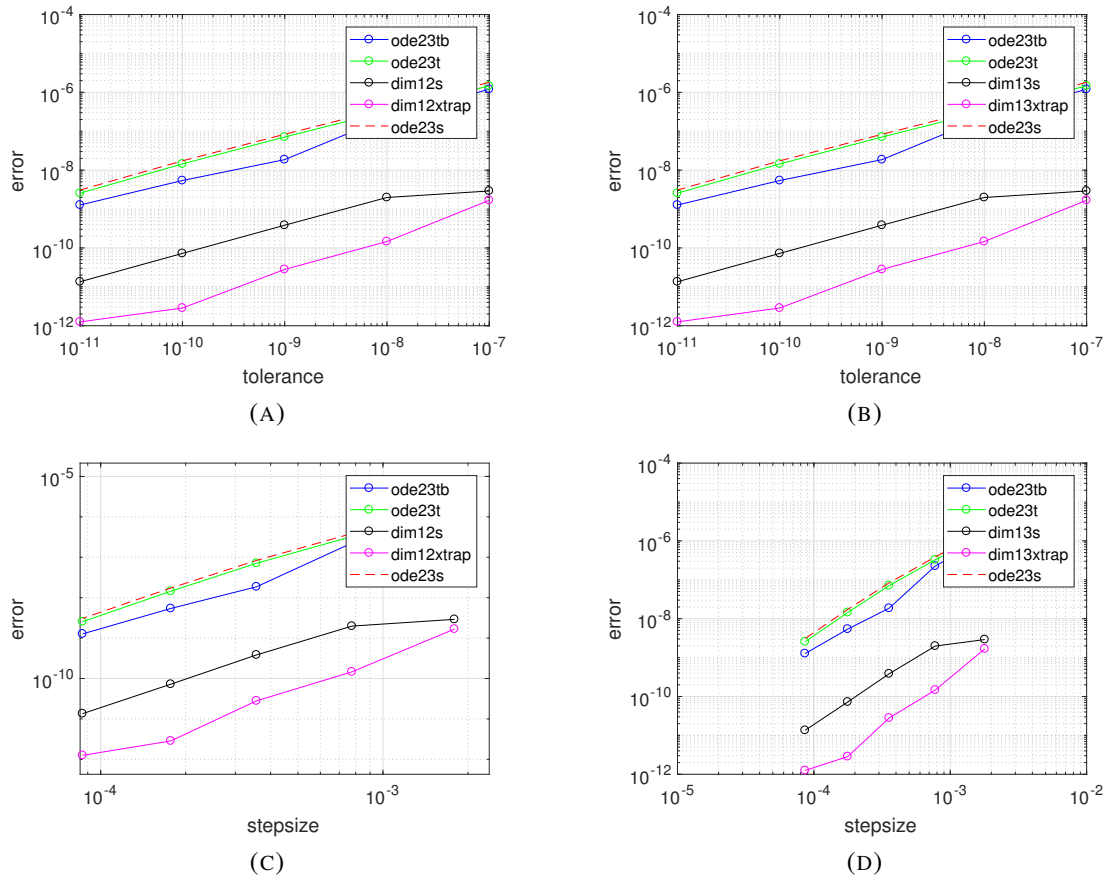 10^-4
10^-6
10^-8
10^-10
10^-12
error
ode23tb
ode23t
dim12s
dim12xtrap
ode23s
10^-11
10^-10
10^-9
10^-8
10^-7
tolerance
(A)
10^-4
10^-6
10^-8
10^-10
10^-12
error
ode23tb
ode23t
dim13s
dim13xtrap
ode23s
10^-11
10^-10
10^-9
10^-8
10^-7
tolerance
(B)
10^-5
10^-10
error
ode23tb
ode23t
dim12s
dim12xtrap
ode23s
10^-4
10^-3
stepsize
(C)
10^-4
10^-6
10^-8
10^-10
10^-12
error
ode23tb
ode23t
dim13s
dim13xtrap
ode23s
10^-5
10^-4
10^-3
10^-2
stepsize
(D)